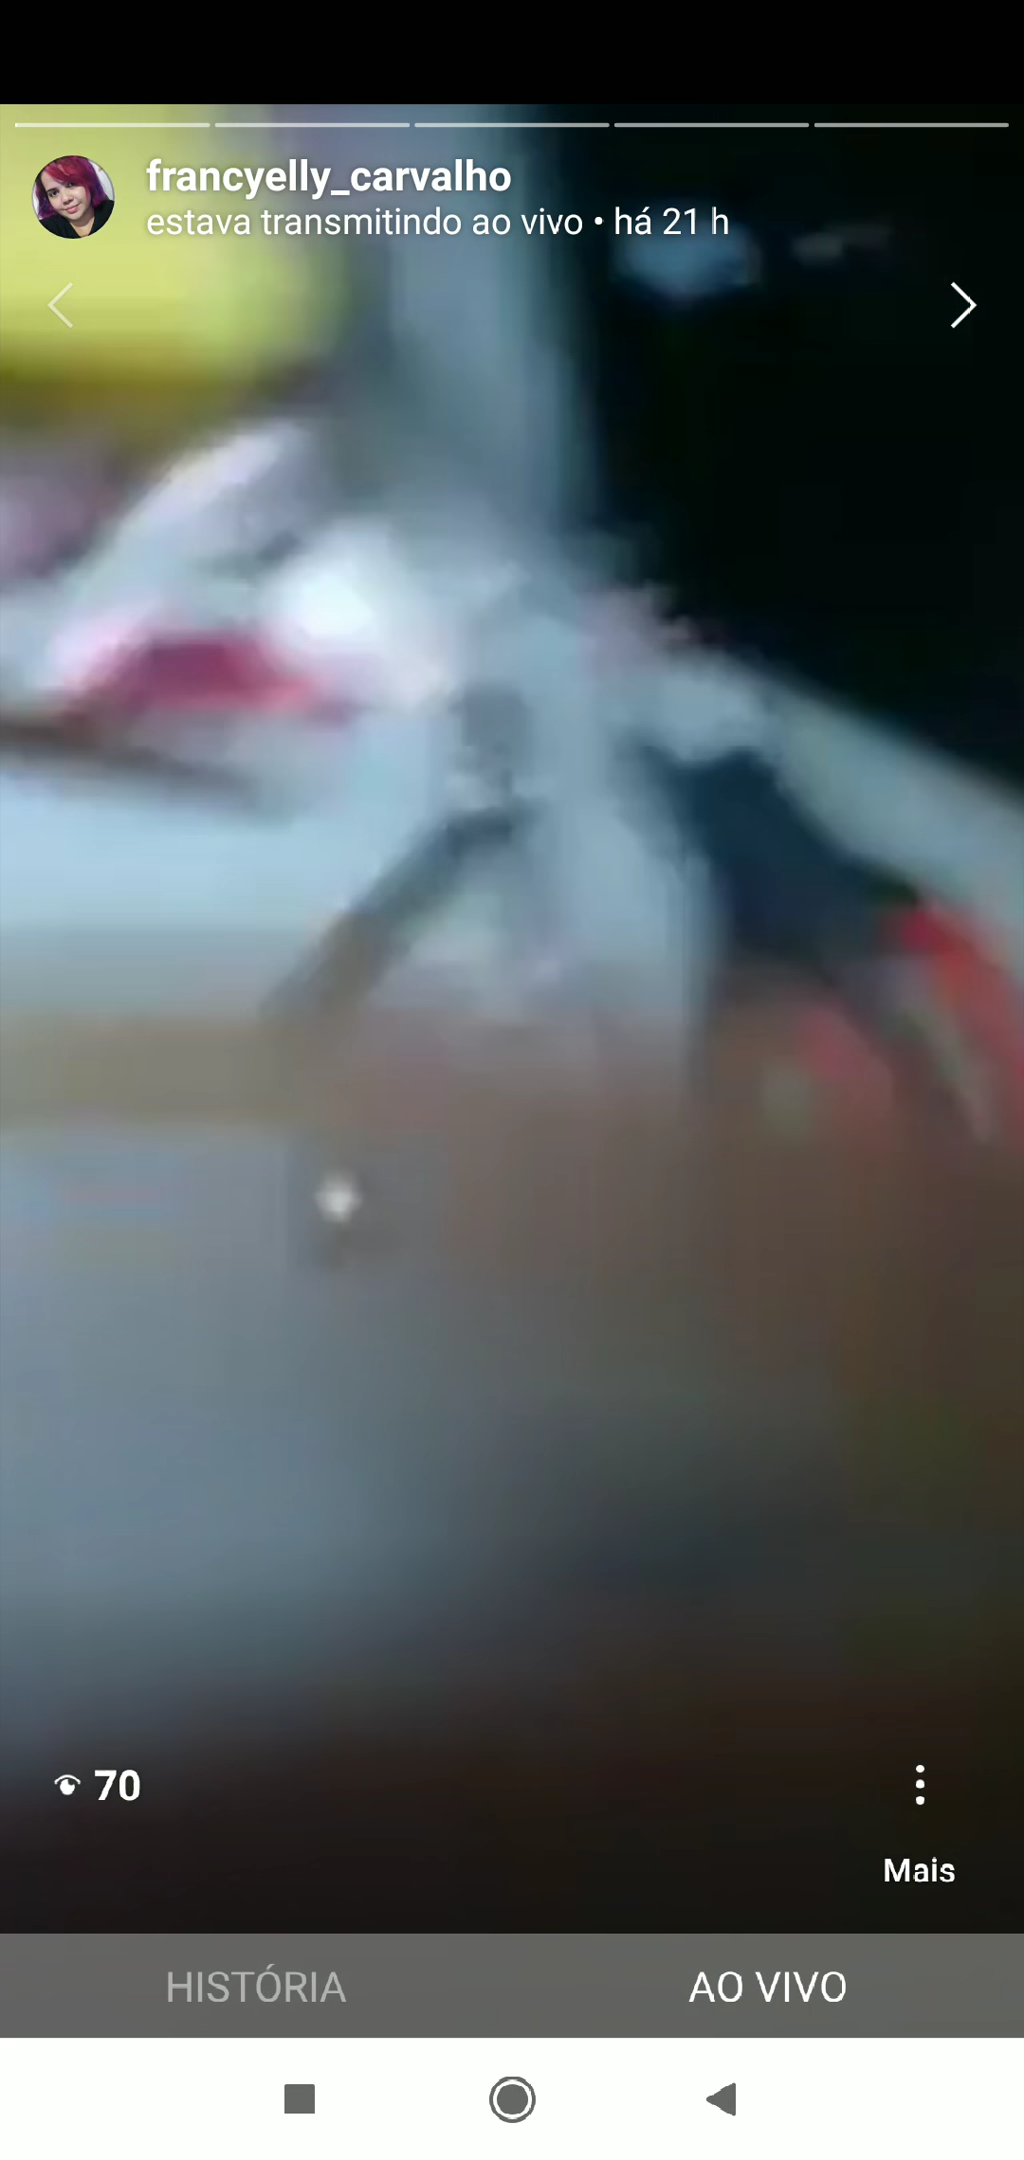 francyelly_carvalho
estava transmitindo ao vivo • há 21 h
70
Mais
HISTÓRIA
AO VIVO